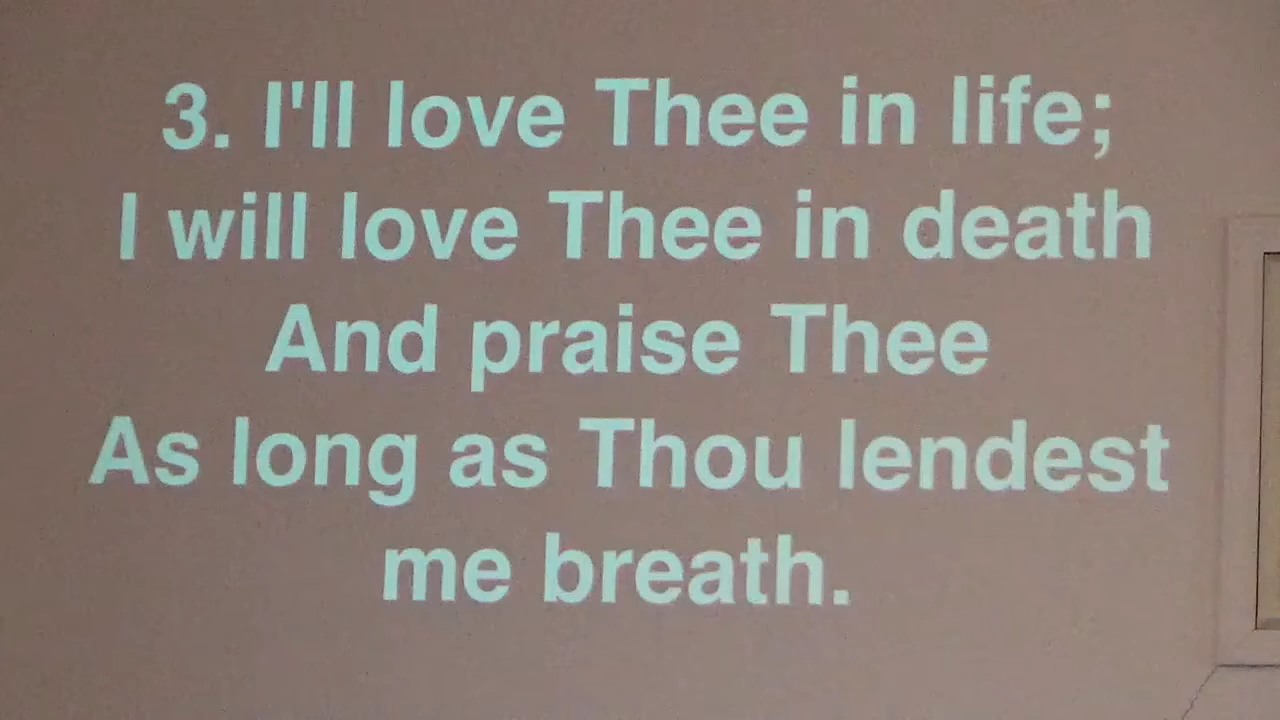 3. I'll love Thee in life;
I will love Thee in death
And praise Thee
As long as Thou lendest
me breath.